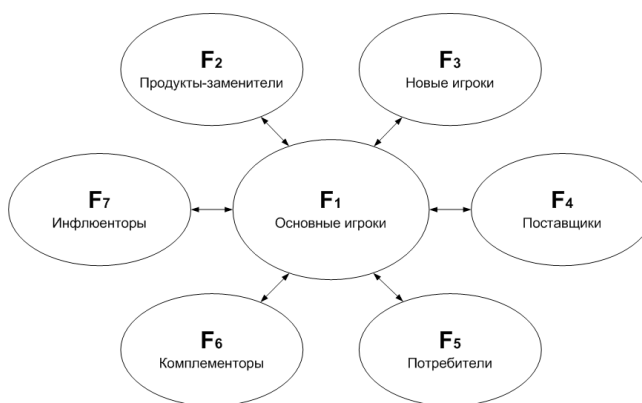 F2
Продукты-заменители
F3
Новые игроки
F7
Инфлюенторы
F1
Основные игроки
F4
Поставщики
F6
Комплементоры
F5
Потребители